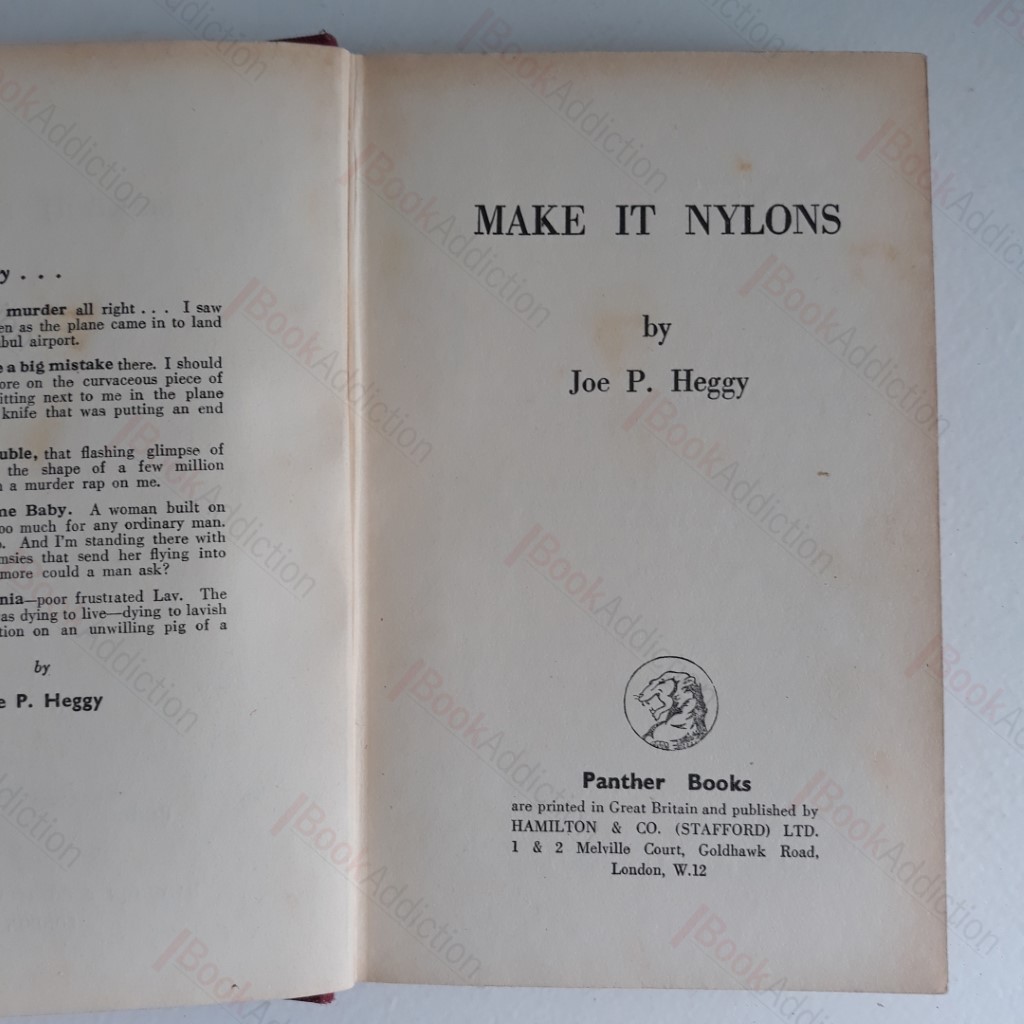 y . . .
murder all right . . . I saw
en as the plane came in to land
bul airport.
e a big mistake there. I should
ore on the curvaceous piece of
itting next to me in the plane
knife that was putting an end
uble, that flashing glimpse of
the shape of a few million
a murder rap on me.
ne Baby. A woman built on
oo much for any ordinary man.
. And I'm standing there with
msies that send her flying into
more could a man ask?
nia—poor frustiated Lav. The
as dying to live—dying to lavish
tion on an unwilling pig of a
by
e P. Heggy
MAKE IT NYLONS
by
Joe P. Heggy
Panther Books
are printed in Great Britain and published by
HAMILTON & CO. (STAFFORD) LTD.
1 & 2 Melville Court, Goldhawk Road,
London, W.12
BookAddiction